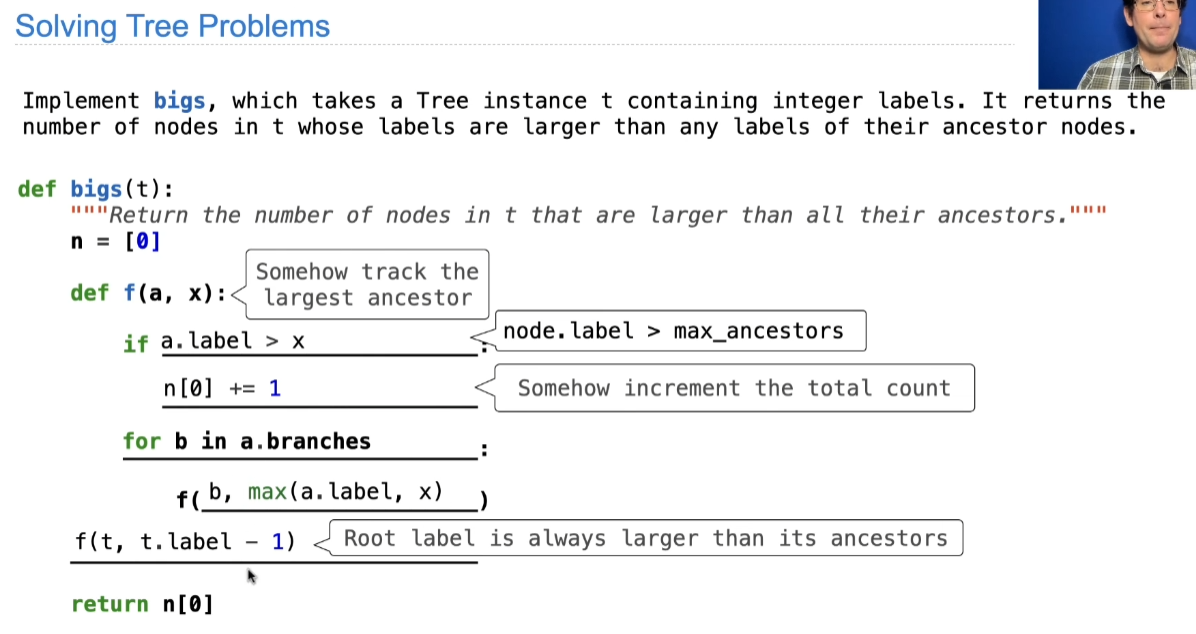 Solving Tree Problems
Implement bigs, which takes a Tree instance t containing integer labels. It returns the
number of nodes in t whose labels are larger than any labels of their ancestor nodes.
def bigs(t):
"""Return the number of nodes in t that are larger than all their ancestors."""
n = [0]
Somehow track the
def f(a, x): largest ancestor
if a.label > x : node.label > max_ancestors
n[0] += 1 Somehow increment the total count
for b in a.branches :
f( b, max(a.label, x) )
f(t, t.label - 1) Root label is always larger than its ancestors
return n[0]